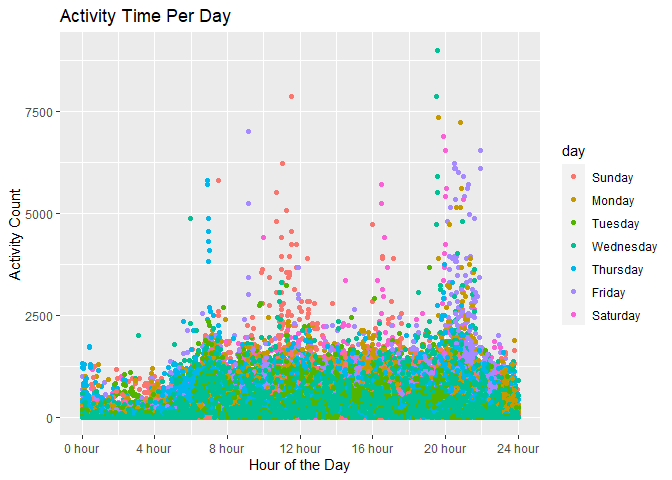 Activity Time Per Day
7500
5000
2500
0
Activity Count
0 hour 4 hour 8 hour 12 hour 16 hour 20 hour 24 hour
Hour of the Day
day
Sunday
Monday
Tuesday
Wednesday
Thursday
Friday
Saturday